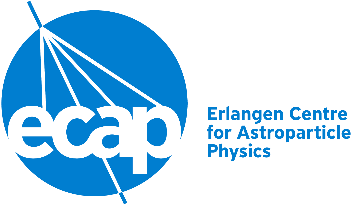 ecap
Erlangen Centre
for Astroparticle
Physics